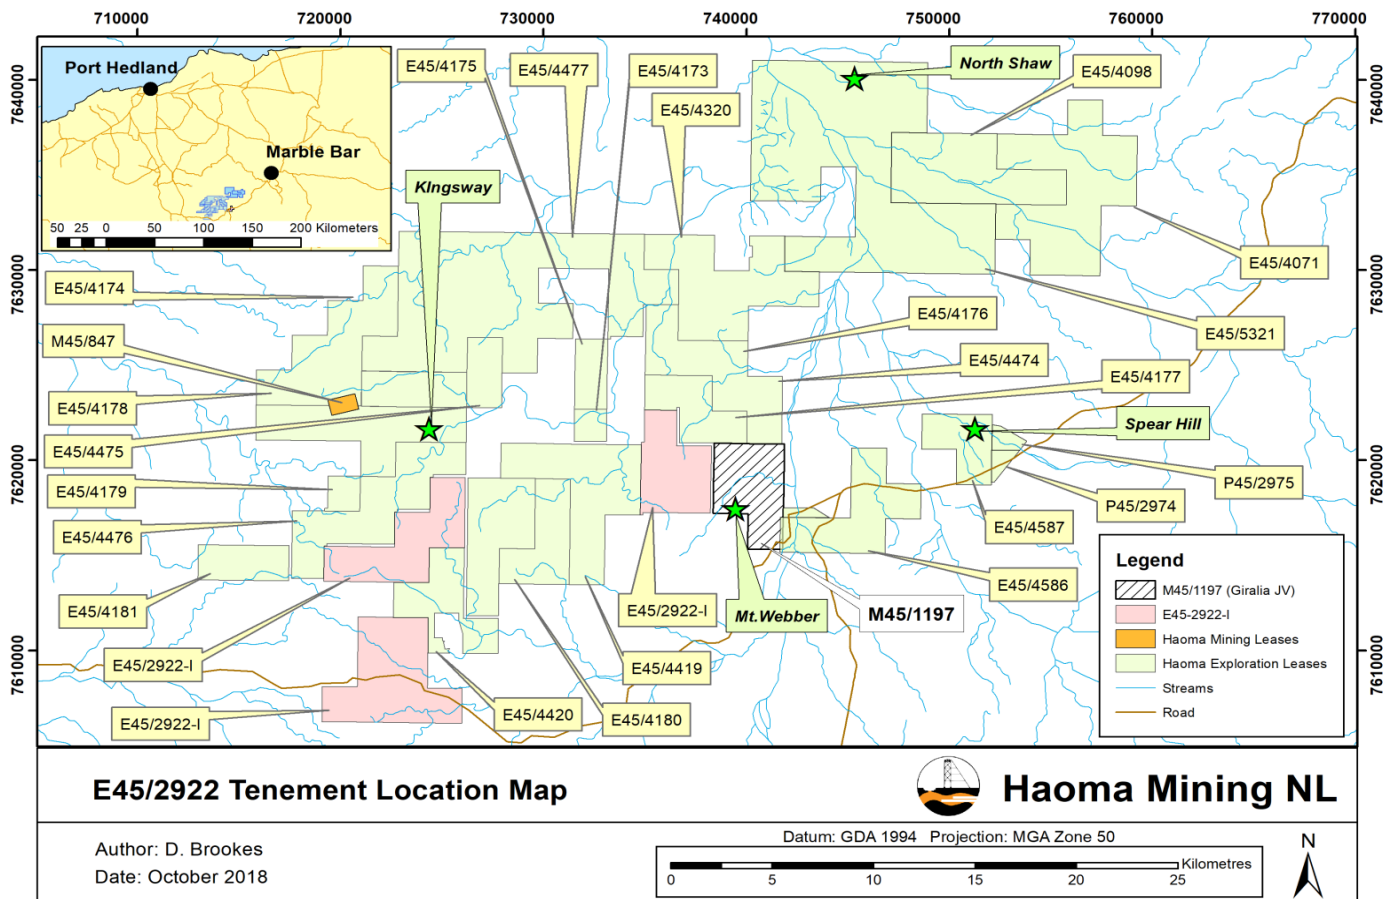 710000
720000
730000
740000
750000
760000
770000
7640000
7630000
7620000
7610000
7640000
7630000
7620000
7610000
Port Hedland
Marble Bar
50 25 0 50 100 150 200 Kilometers
E45/4175
E45/4477
E45/4173
E45/4320
North Shaw
E45/4098
KIngsway
E45/4071
E45/4174
E45/5321
M45/847
E45/4176
E45/4474
E45/4177
E45/4178
Spear Hill
E45/4475
E45/4179
P45/2975
P45/2974
E45/4476
E45/4587
E45/4586
E45/4181
E45/2922-I
Mt.Webber
M45/1197
E45/2922-I
E45/4419
E45/2922-I
E45/4420
E45/4180
Legend
M45/1197 (Giralia JV)
E45-2922-I
Haoma Mining Leases
Haoma Exploration Leases
Streams
Road
E45/2922 Tenement Location Map
Haoma Mining NL
Author: D. Brookes
Date: October 2018
Datum: GDA 1994 Projection: MGA Zone 50
Kilometres
0 5 10 15 20 25
N